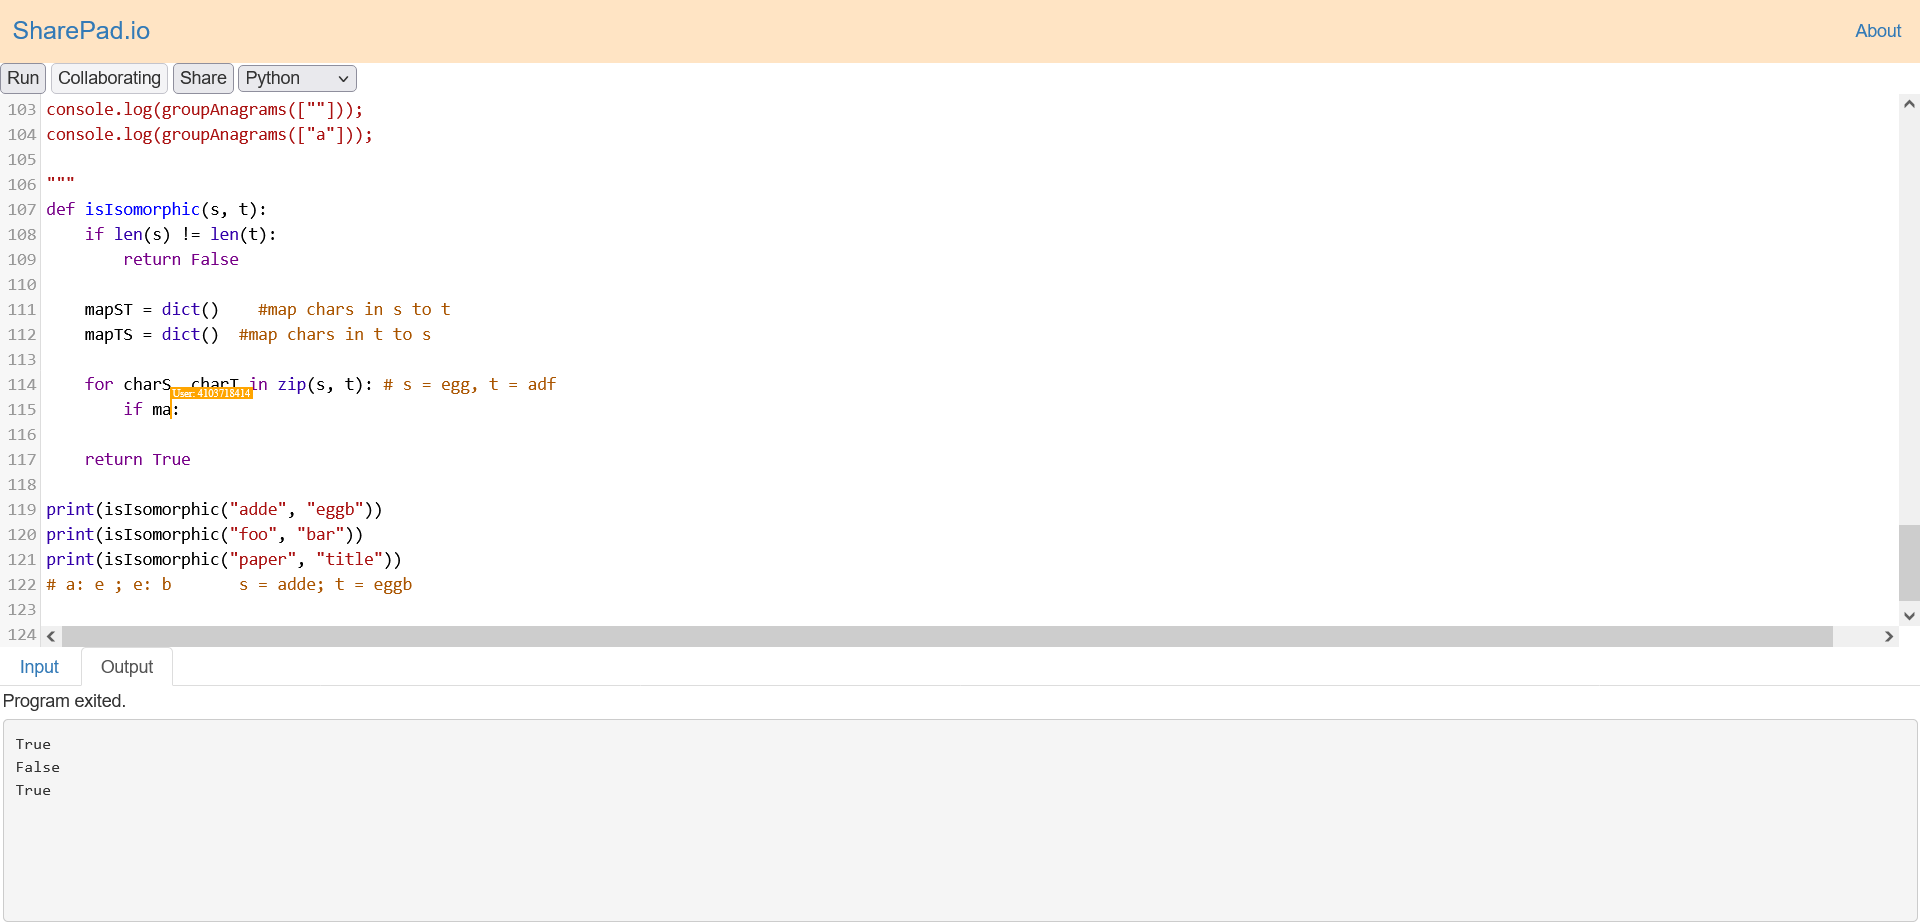 SharePad.io
About
Run Collaborating Share Python
103 console.log(groupAnagrams([""]));
104 console.log(groupAnagrams(["a"]));
105
106 """
107 def isIsomorphic(s, t):
108     if len(s) != len(t):
109         return False
110
111     mapST = dict()    #map chars in s to t
112     mapTS = dict()  #map chars in t to s
113
114     for charS, charT in zip(s, t): # s = egg, t = adf
User: 4103718414
115         if ma:
116
117     return True
118
119 print(isIsomorphic("adde", "eggb"))
120 print(isIsomorphic("foo", "bar"))
121 print(isIsomorphic("paper", "title"))
122 # a: e ; e: b       s = adde; t = eggb
123
124
Input Output
Program exited.
True
False
True